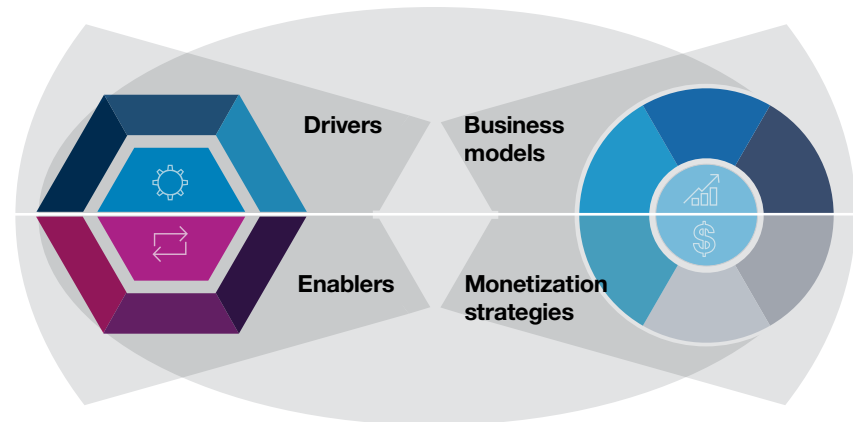 Drivers
Business
models
Enablers
Monetization
strategies
$